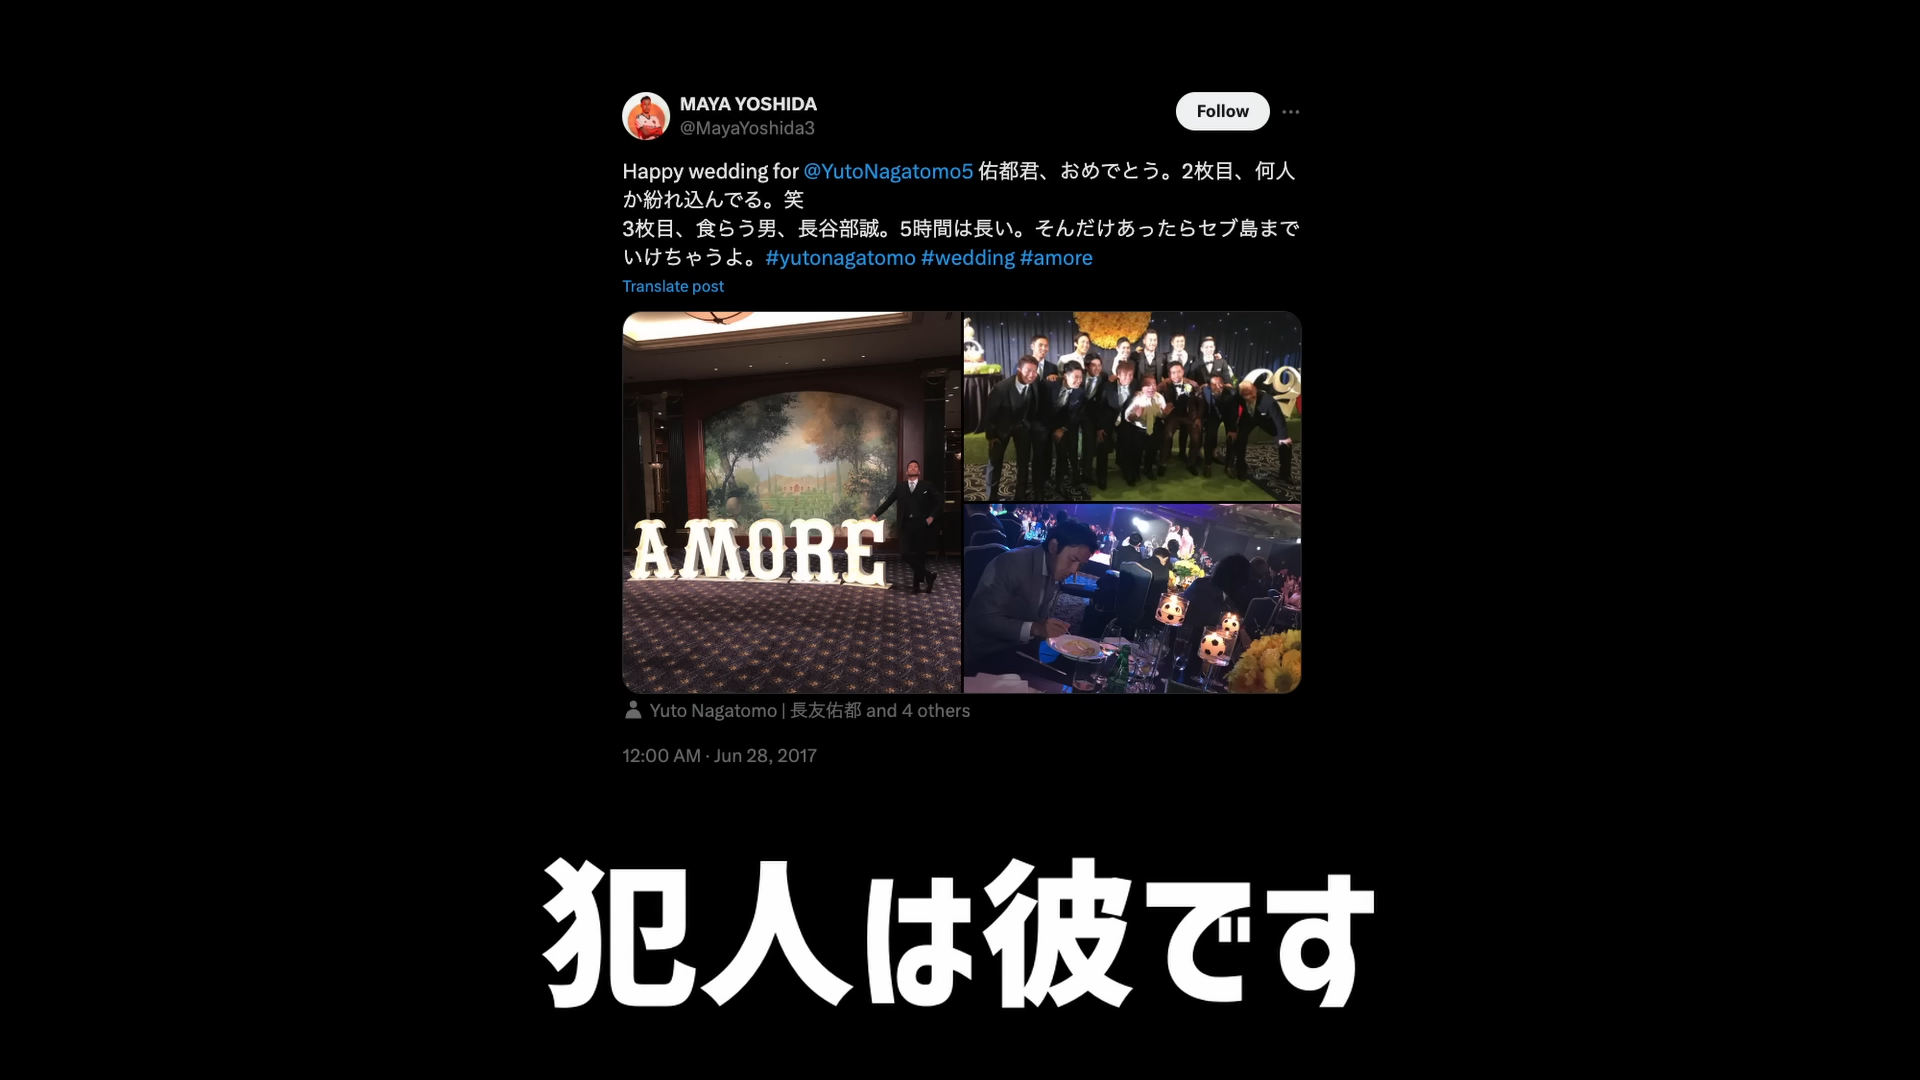 MAYA YOSHIDA
@MayaYoshida3
Follow
Happy wedding for @YutoNagatomo5 佑都君、おめでとう。2枚目、何人
か紛れ込んでる。笑
3枚目、食らう男、長谷部誠。5時間は長い。そんだけあったらセブ島まで
いけちゃうよ。#yutonagatomo #wedding #amore
Translate post
AMORE
Yuto Nagatomo | 長友佑都 and 4 others
12:00 AM · Jun 28, 2017
犯人は彼です